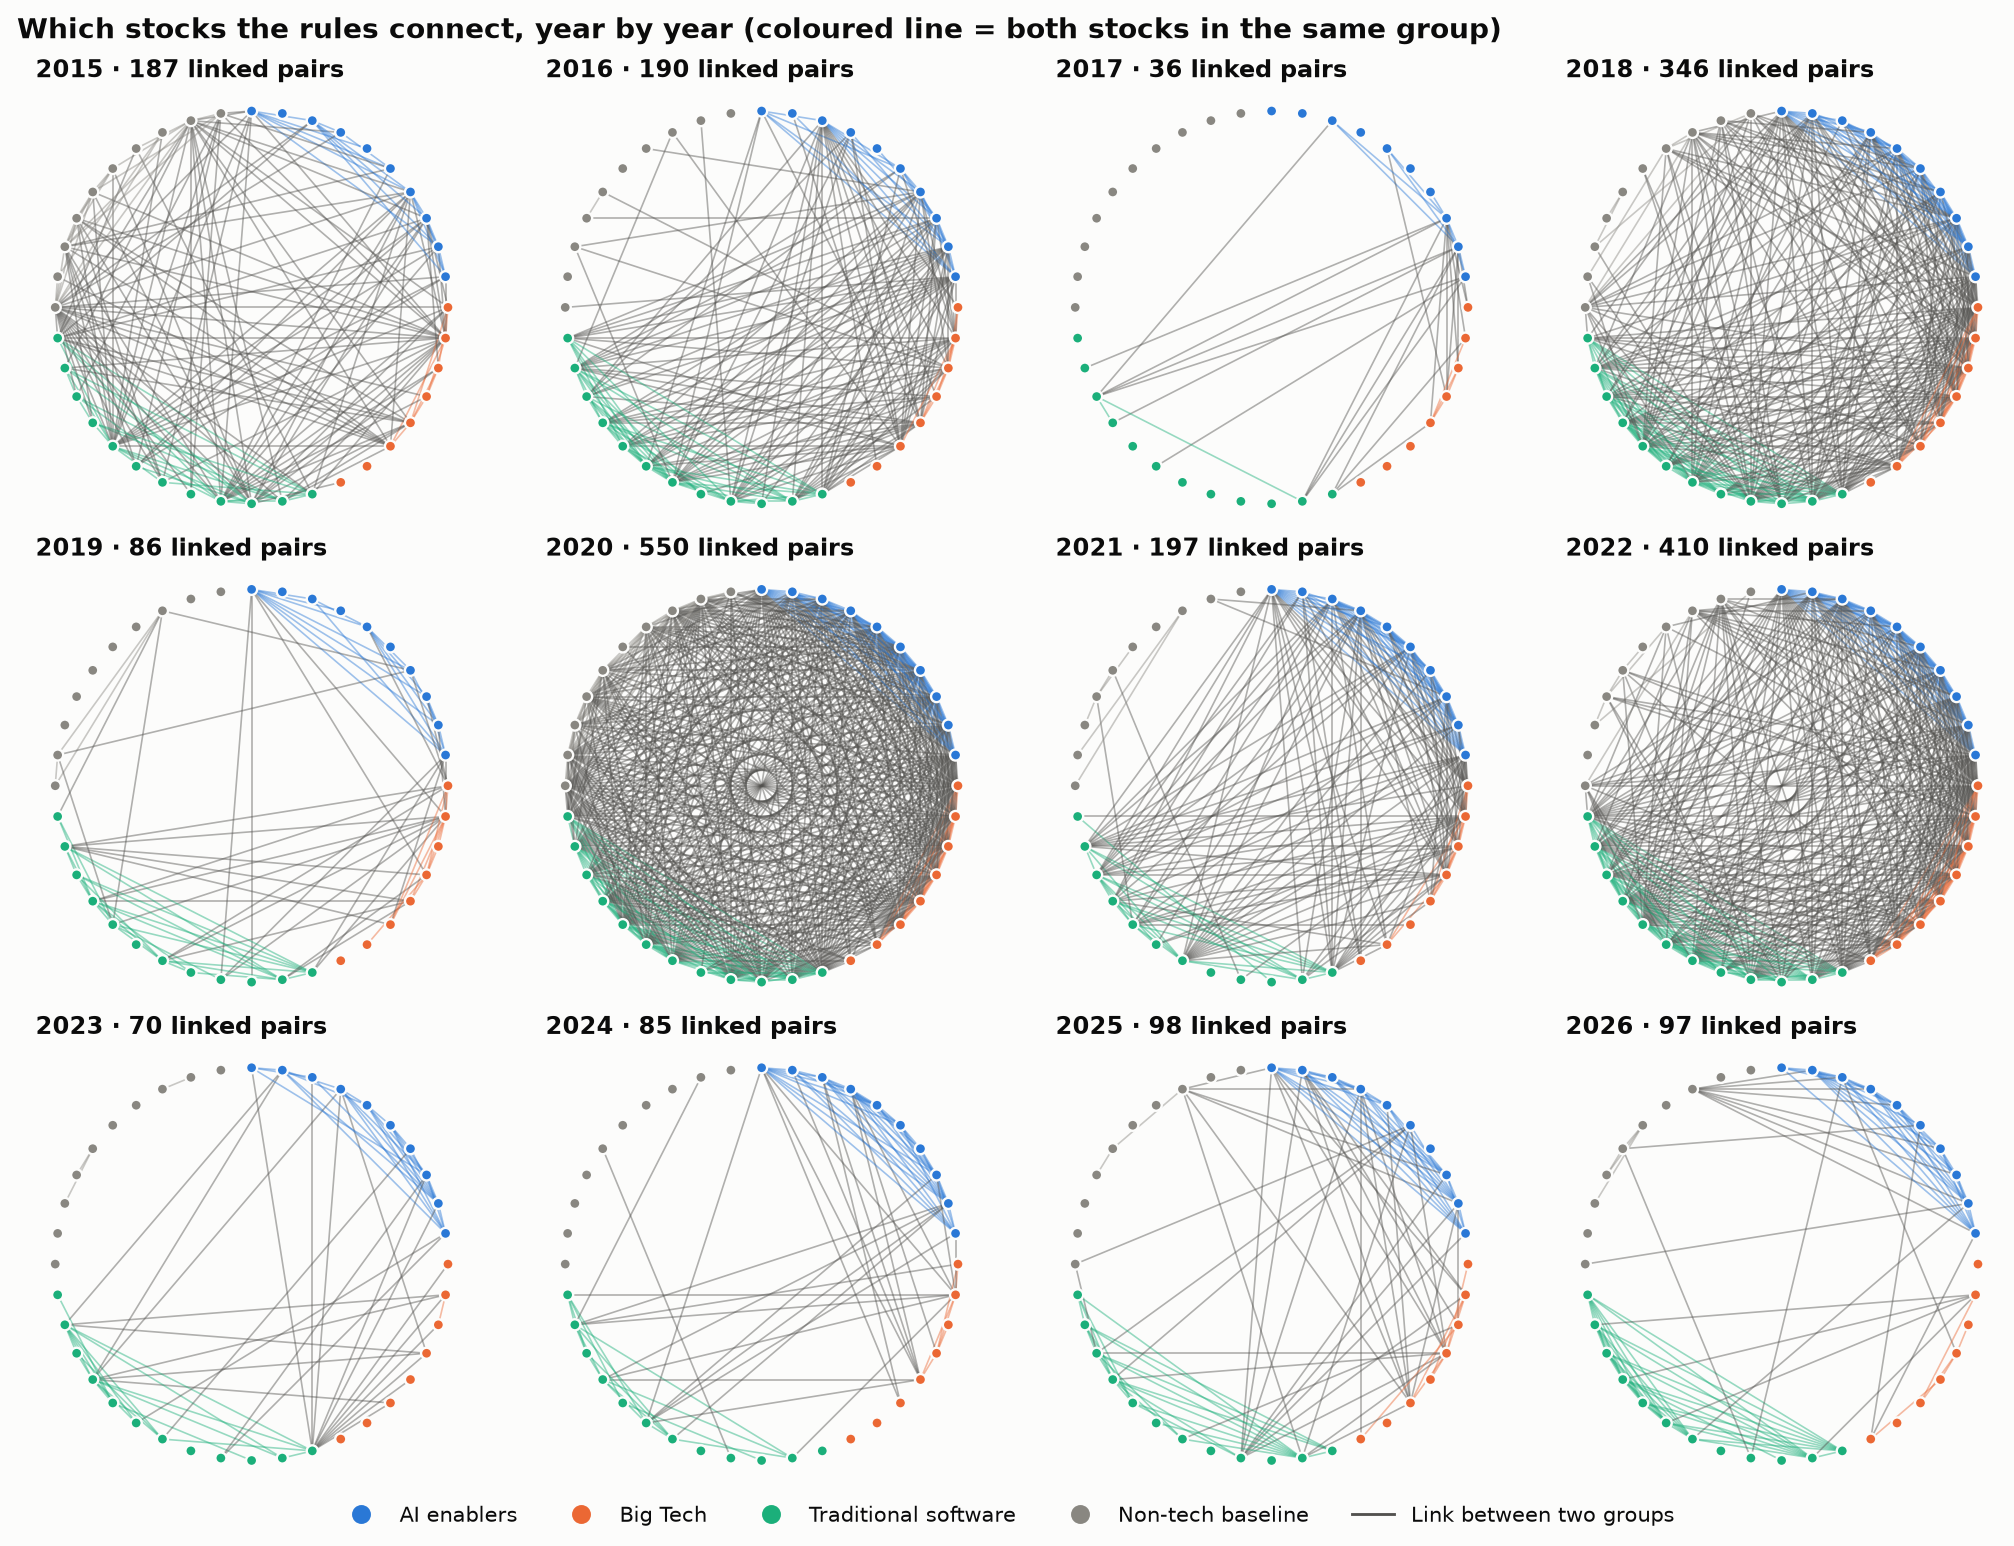 Which stocks the rules connect, year by year (coloured line = both stocks in the same group)
2015 · 187 linked pairs
2016 · 190 linked pairs
2017 · 36 linked pairs
2018 · 346 linked pairs
2019 · 86 linked pairs
2020 · 550 linked pairs
2021 · 197 linked pairs
2022 · 410 linked pairs
2023 · 70 linked pairs
2024 · 85 linked pairs
2025 · 98 linked pairs
2026 · 97 linked pairs
AI enablers
Big Tech
Traditional software
Non-tech baseline
Link between two groups